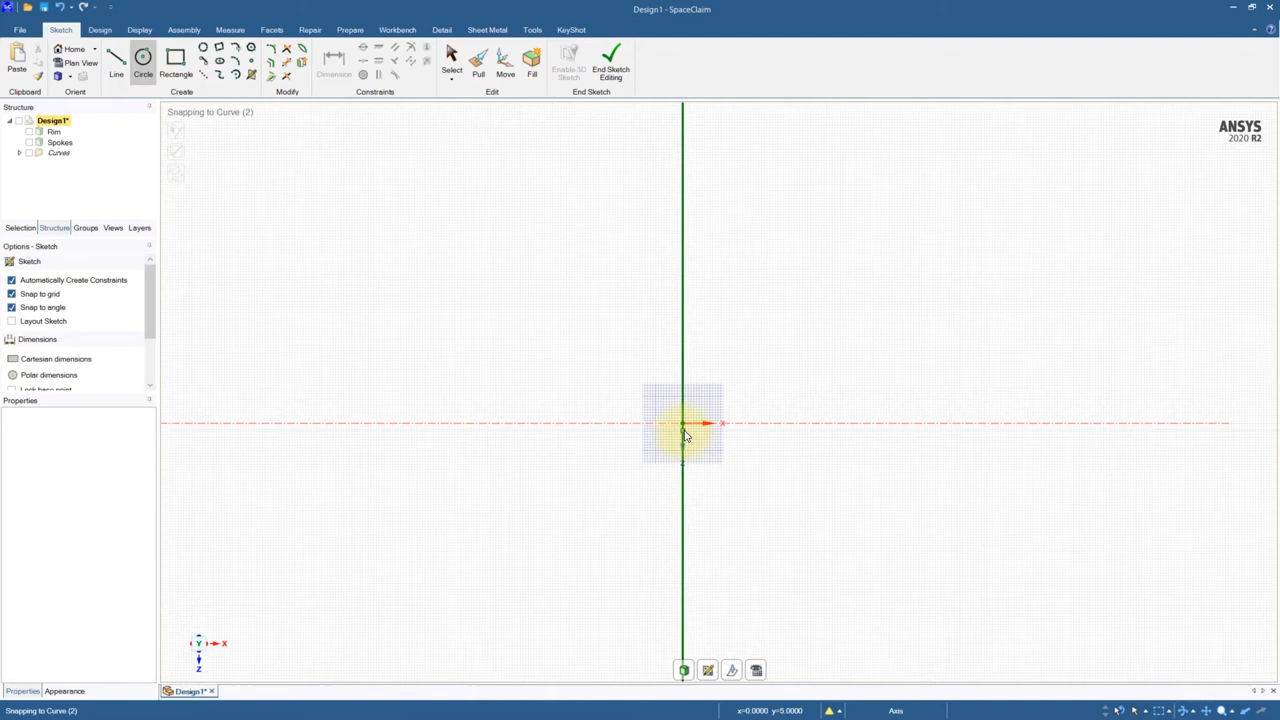 Design1 - SpaceClaim
File Sketch Design Display Assembly Measure Facets Repair Prepare Workbench Detail Sheet Metal Tools KeyShot
Home
Plan View
Paste
Line Circle Rectangle
Dimension
Select Pull Move Fill
Enable 3D Sketch
End Sketch Editing
Clipboard Orient Create Modify Constraints Edit End Sketch
Structure
Design1*
Rim
Spokes
Curves
Selection Structure Groups Views Layers
Options - Sketch
Sketch
Automatically Create Constraints
Snap to grid
Snap to angle
Layout Sketch
Dimensions
Cartesian dimensions
Polar dimensions
Lock base point
Properties
Properties Appearance
Snapping to Curve (2)
ANSYS
2020 R2
X
Z
Y X
Z
Design1*
Snapping to Curve (2)
x=0.0000 y=5.0000
Axis